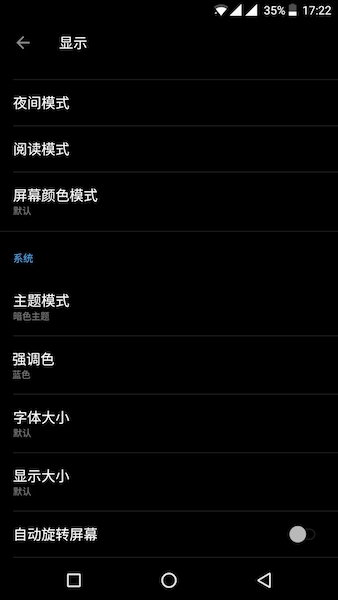 35% 17:22
显示
夜间模式
阅读模式
屏幕颜色模式
默认
系统
主题模式
暗色主题
强调色
蓝色
字体大小
默认
显示大小
默认
自动旋转屏幕